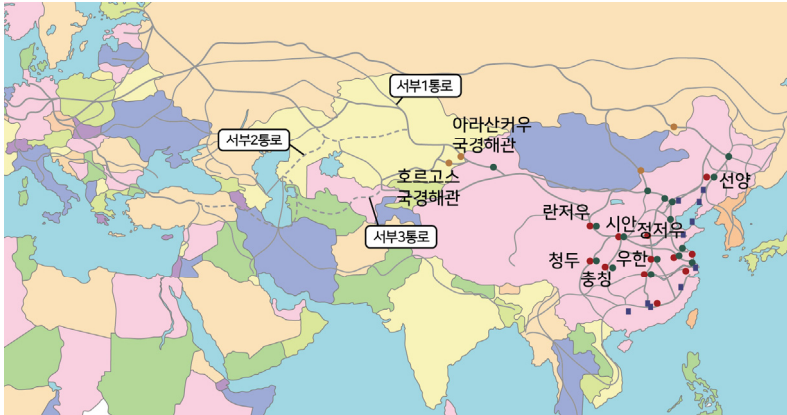 서부1통로
아라산커우
국경해관
서부2통로
호르고스
국경해관
선양
란저우
시안
정저우
서부3통로
청두
우한
충칭